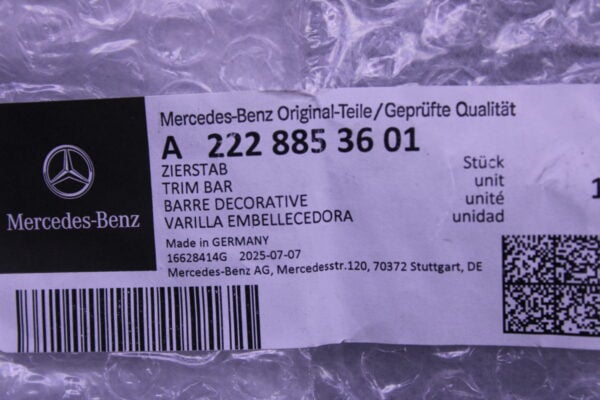 Mercedes-Benz Original-Teile/Geprüfte Qualität
A 222 885 36 01
ZIERSTAB
TRIM BAR
BARRE DECORATIVE
VARILLA EMBELLECEDORA
Stück
unit
unité
unidad
1
Made in GERMANY
16628414G 2025-07-07
Mercedes-Benz AG, Mercedesstr.120, 70372 Stuttgart, DE
Mercedes-Benz